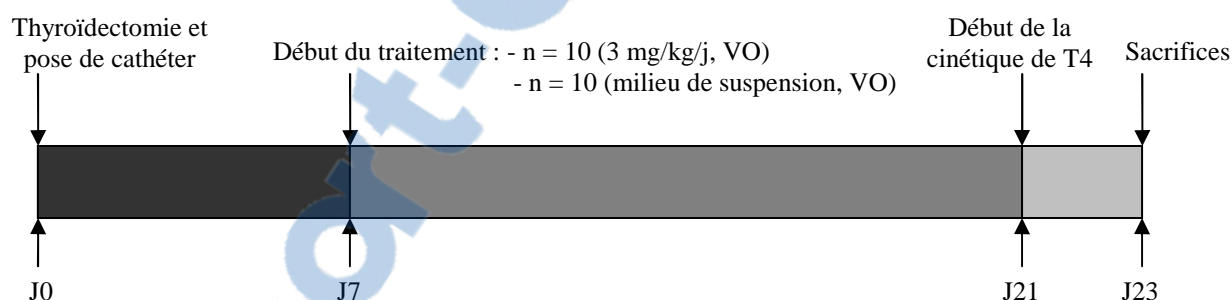 Thyroïdectomie et
pose de cathéter
Début du traitement : - n = 10 (3 mg/kg/j, VO)
- n = 10 (milieu de suspension, VO)
Début de la
cinétique de T4
Sacrifices
J0
J7
J21
J23